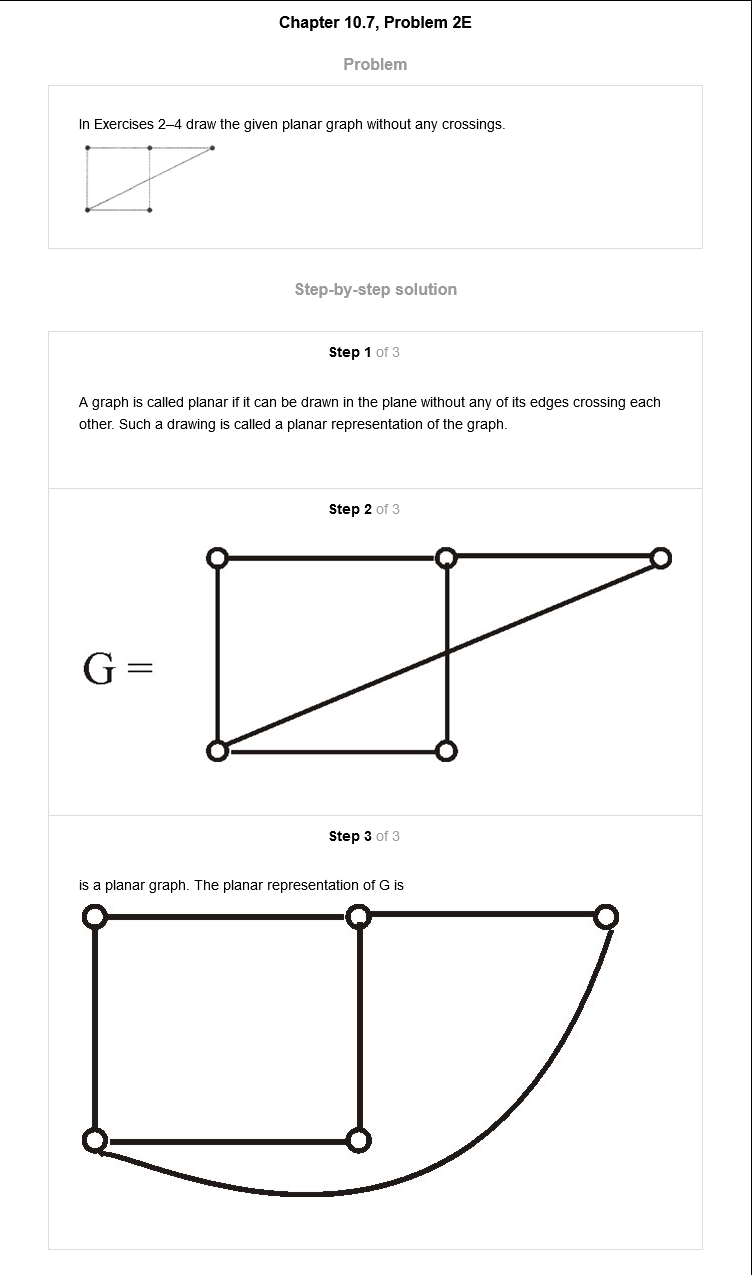 Chapter 10.7, Problem 2E
Problem
In Exercises 2–4 draw the given planar graph without any crossings.
Step-by-step solution
Step 1 of 3
A graph is called planar if it can be drawn in the plane without any of its edges crossing each
other. Such a drawing is called a planar representation of the graph.
Step 2 of 3
G =
Step 3 of 3
is a planar graph. The planar representation of G is